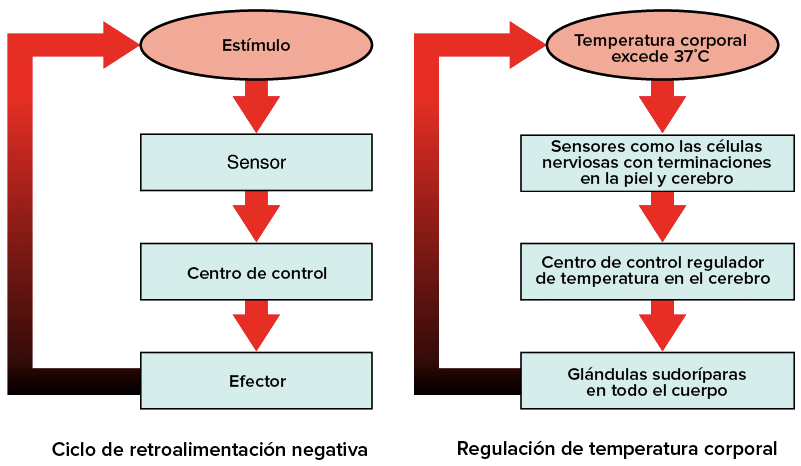 Estímulo
Sensor
Centro de control
Efector
Ciclo de retroalimentación negativa
Temperatura corporal
excede 37°C
Sensores como las células
nerviosas con terminaciones
en la piel y cerebro
Centro de control regulador
de temperatura en el cerebro
Glándulas sudoríparas
en todo el cuerpo
Regulación de temperatura corporal